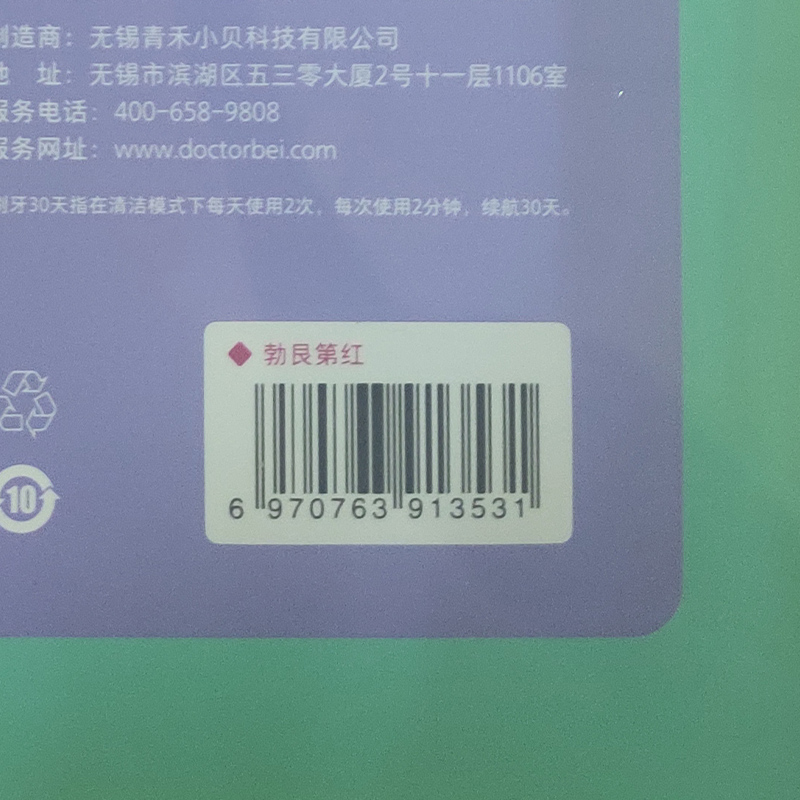 制造商：无锡青禾小贝科技有限公司
地 址：无锡市滨湖区五三零大厦2号十一层1106室
服务电话：400-658-9808
服务网址：www.doctorbei.com
刷牙30天指在清洁模式下每天使用2次，每次使用2分钟，续航30天。
勃艮第红
6 970763 913531
10